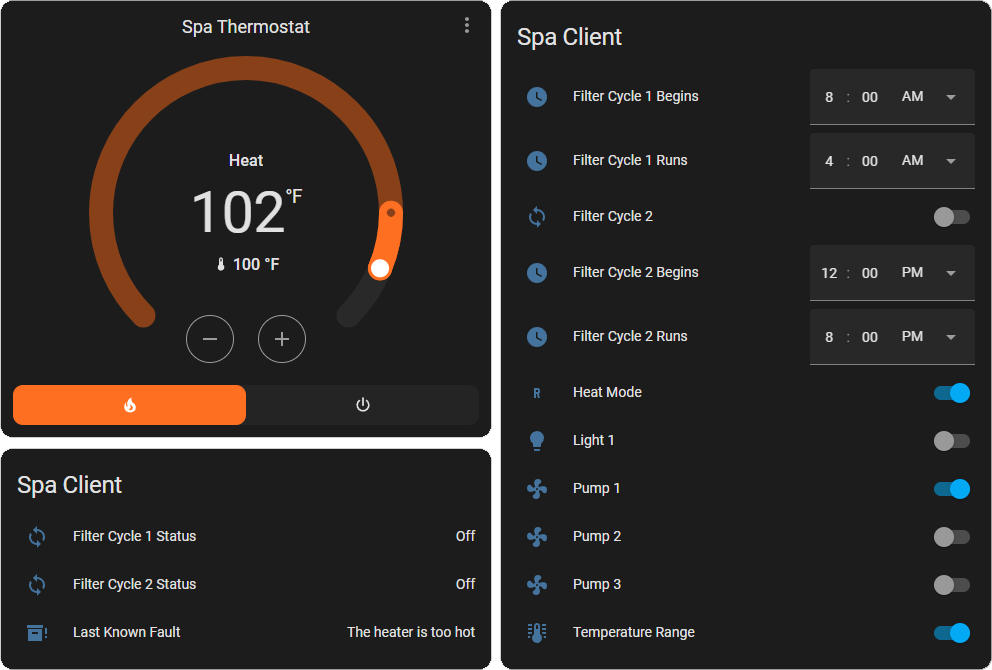 Spa Thermostat
Heat
102 °F
100 °F
Spa Client
Filter Cycle 1 Status Off
Filter Cycle 2 Status Off
Last Known Fault The heater is too hot
Spa Client
Filter Cycle 1 Begins 8 : 00 AM
Filter Cycle 1 Runs 4 : 00 AM
Filter Cycle 2
Filter Cycle 2 Begins 12 : 00 PM
Filter Cycle 2 Runs 8 : 00 PM
R Heat Mode
Light 1
Pump 1
Pump 2
Pump 3
Temperature Range